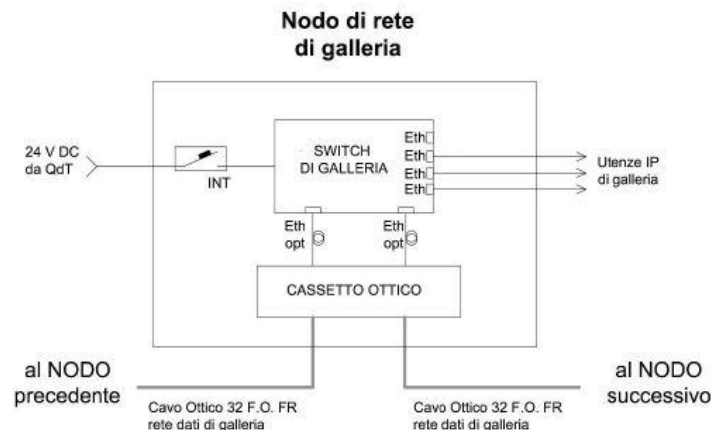 Nodo di rete
di galleria
24 V DC
da QdT
INT
SWITCH
DI GALLERIA
Eth
Eth
Eth
Eth
Utenze IP
di galleria
Eth
opt
Eth
opt
CASSETTO OTTICO
al NODO
precedente
al NODO
successivo
Cavo Ottico 32 F.O. FR
rete dati di galleria
Cavo Ottico 32 F.O. FR
rete dati di galleria